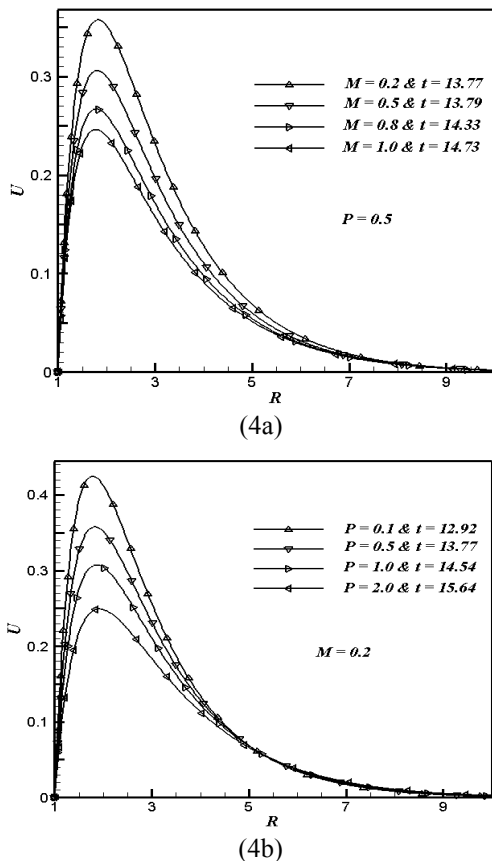 0.3
0.2
0.1
0
U
M = 0.2 & t = 13.77
M = 0.5 & t = 13.79
M = 0.8 & t = 14.33
M = 1.0 & t = 14.73
P = 0.5
1 3 5 7 9
R
(4a)
0.4
0.3
0.2
0.1
0
U
P = 0.1 & t = 12.92
P = 0.5 & t = 13.77
P = 1.0 & t = 14.54
P = 2.0 & t = 15.64
M = 0.2
1 3 5 7 9
R
(4b)